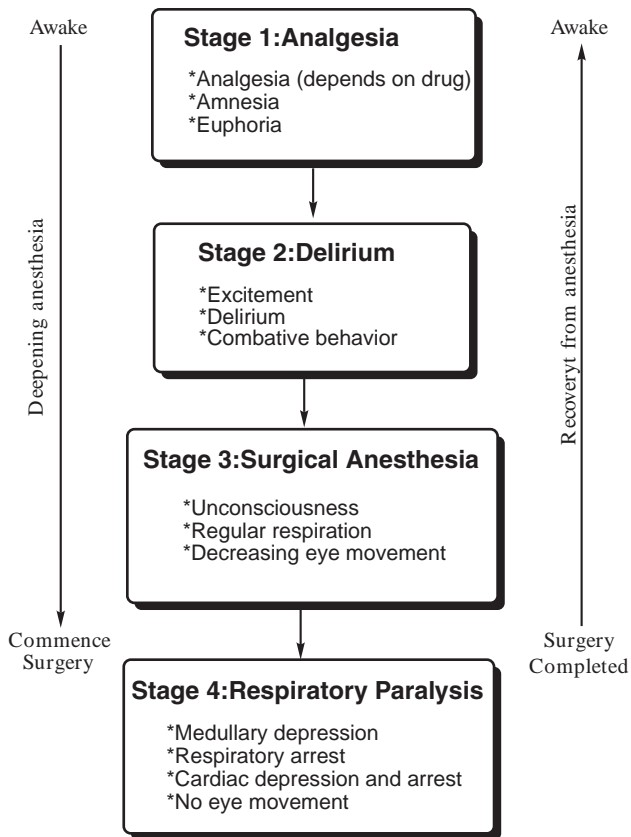 Awake
Stage 1:Analgesia
*Analgesia (depends on drug)
*Amnesia
*Euphoria
Awake
Deepening anesthesia
Stage 2:Delirium
*Excitement
*Delirium
*Combative behavior
Recoveryt from anesthesia
Stage 3:Surgical Anesthesia
*Unconsciousness
*Regular respiration
*Decreasing eye movement
Commence
Surgery
Surgery
Completed
Stage 4:Respiratory Paralysis
*Medullary depression
*Respiratory arrest
*Cardiac depression and arrest
*No eye movement